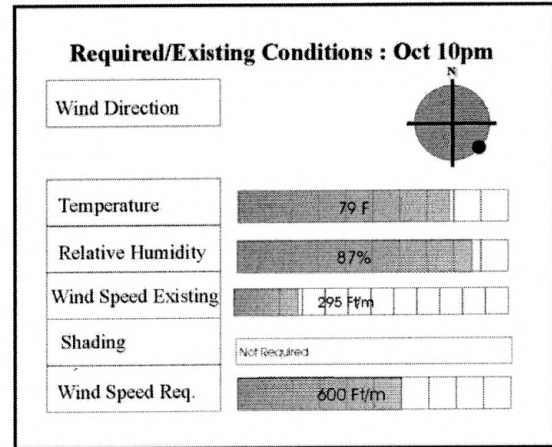 Required/Existing Conditions : Oct 10pm
N
Wind Direction
Temperature
79 F
Relative Humidity
87%
Wind Speed Existing
295 Ft/m
Shading
Not Required
Wind Speed Req.
600 Ft/m